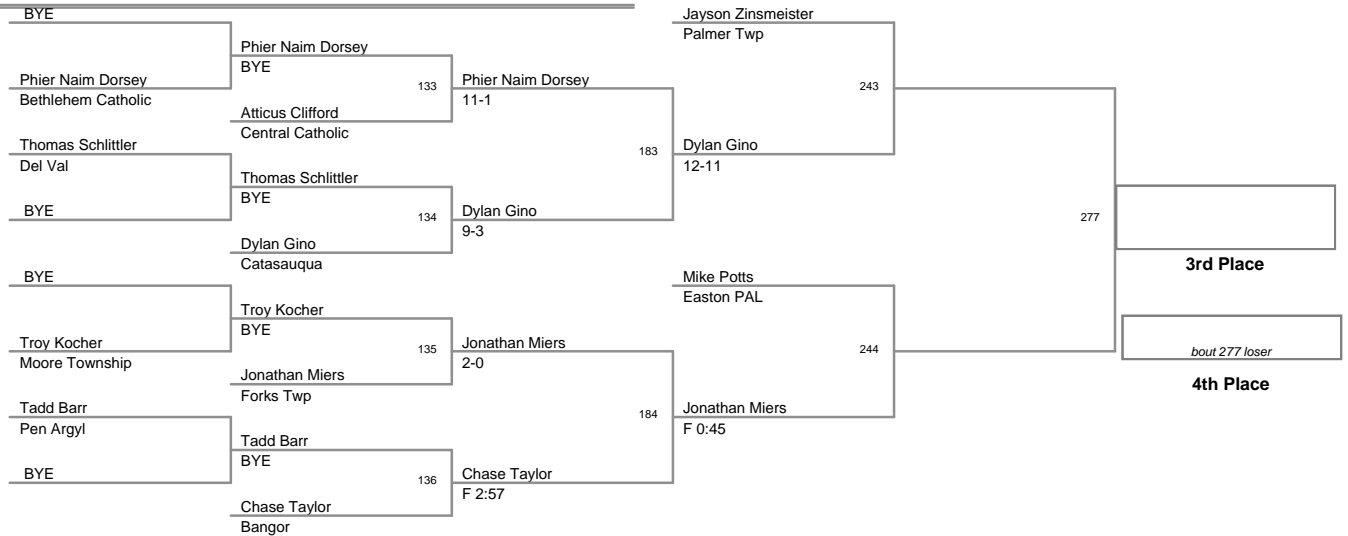 BYE
Phier Naim Dorsey
Bethlehem Catholic
Thomas Schlittler
Del Val
BYE
BYE
Troy Kocher
Moore Township
Tadd Barr
Pen Argyl
BYE
Phier Naim Dorsey
BYE
133
Atticus Clifford
Central Catholic
Thomas Schlittler
BYE
134
Dylan Gino
Catasauqua
Troy Kocher
BYE
135
Jonathan Miers
Forks Twp
Tadd Barr
BYE
136
Chase Taylor
Bangor
Phier Naim Dorsey
11-1
183
Dylan Gino
9-3
Jonathan Miers
2-0
184
Chase Taylor
F 2:57
Jayson Zinsmeister
Palmer Twp
243
Dylan Gino
12-11
Mike Potts
Easton PAL
244
Jonathan Miers
F 0:45
277
3rd Place
bout 277 loser
4th Place